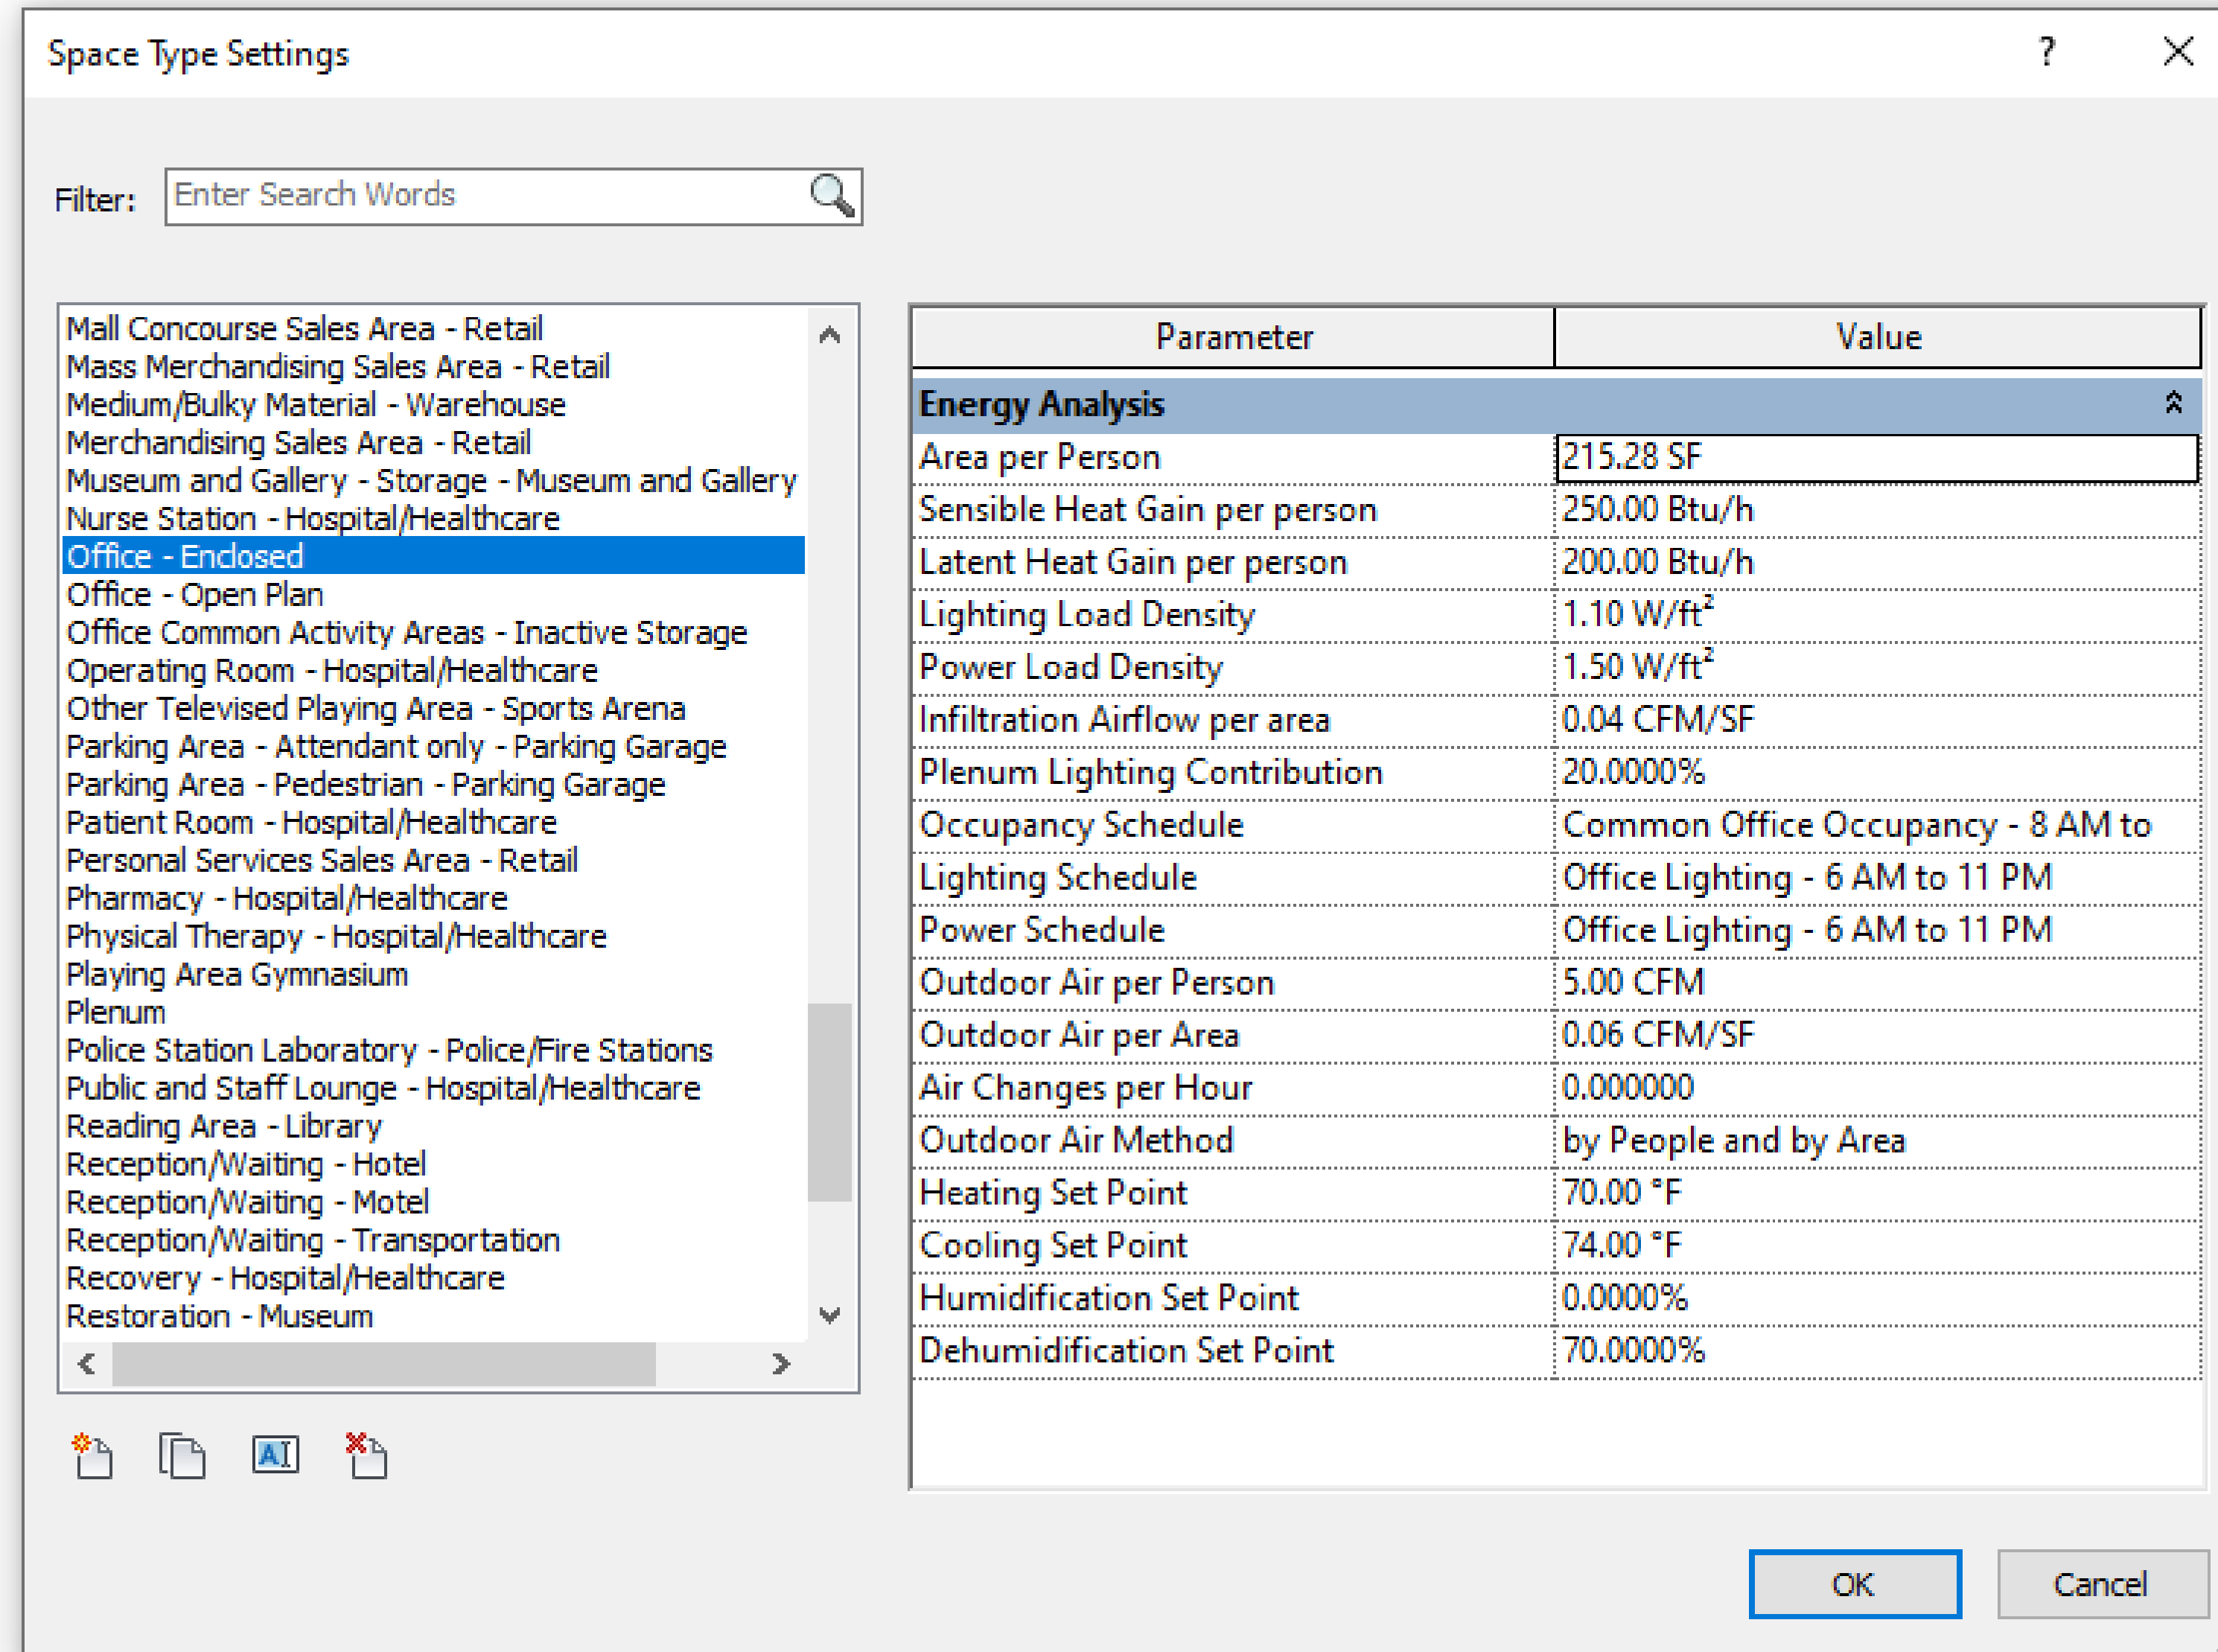 Space Type Settings
?
Filter: Enter Search Words
Mall Concourse Sales Area - Retail
Mass Merchandising Sales Area - Retail
Medium/Bulky Material - Warehouse
Merchandising Sales Area - Retail
Museum and Gallery - Storage - Museum and Gallery
Nurse Station - Hospital/Healthcare
Office - Enclosed
Office - Open Plan
Office Common Activity Areas - Inactive Storage
Operating Room - Hospital/Healthcare
Other Televised Playing Area - Sports Arena
Parking Area - Attendant only - Parking Garage
Parking Area - Pedestrian - Parking Garage
Patient Room - Hospital/Healthcare
Personal Services Sales Area - Retail
Pharmacy - Hospital/Healthcare
Physical Therapy - Hospital/Healthcare
Playing Area Gymnasium
Plenum
Police Station Laboratory - Police/Fire Stations
Public and Staff Lounge - Hospital/Healthcare
Reading Area - Library
Reception/Waiting - Hotel
Reception/Waiting - Motel
Reception/Waiting - Transportation
Recovery - Hospital/Healthcare
Restoration - Museum
Parameter Value
Energy Analysis
Area per Person 215.28 SF
Sensible Heat Gain per person 250.00 Btu/h
Latent Heat Gain per person 200.00 Btu/h
Lighting Load Density 1.10 W/ft²
Power Load Density 1.50 W/ft²
Infiltration Airflow per area 0.04 CFM/SF
Plenum Lighting Contribution 20.0000%
Occupancy Schedule Common Office Occupancy - 8 AM to
Lighting Schedule Office Lighting - 6 AM to 11 PM
Power Schedule Office Lighting - 6 AM to 11 PM
Outdoor Air per Person 5.00 CFM
Outdoor Air per Area 0.06 CFM/SF
Air Changes per Hour 0.000000
Outdoor Air Method by People and by Area
Heating Set Point 70.00 °F
Cooling Set Point 74.00 °F
Humidification Set Point 0.0000%
Dehumidification Set Point 70.0000%
AI
OK Cancel